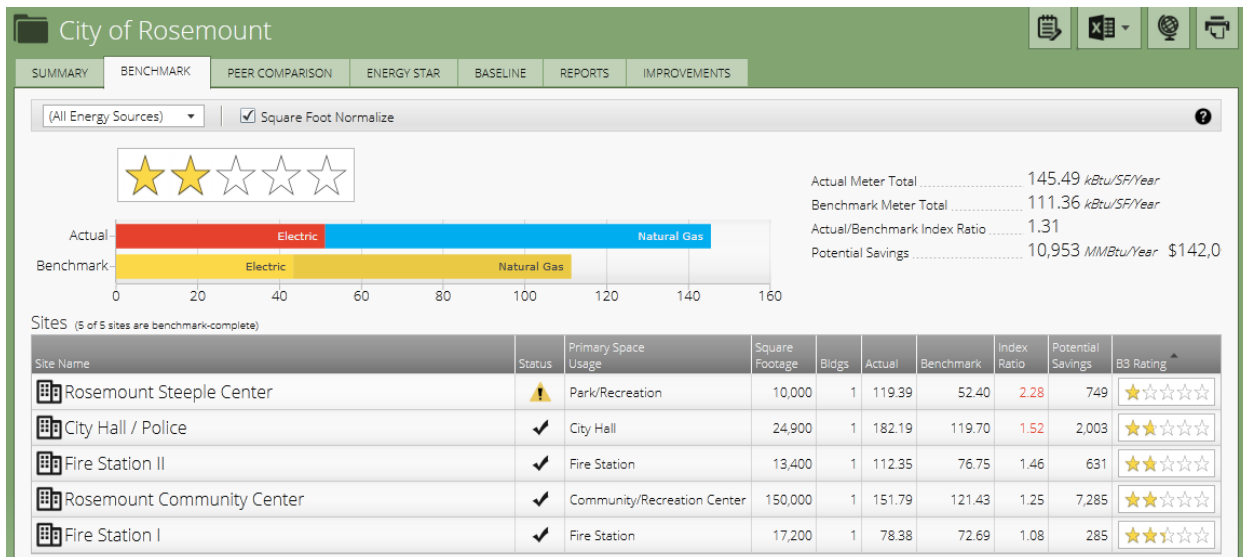 City of Rosemount
SUMMARY BENCHMARK PEER COMPARISON ENERGY STAR BASELINE REPORTS IMPROVEMENTS
(All Energy Sources) Square Foot Normalize
Actual Meter Total 145.49 kBtu/SF/Year
Benchmark Meter Total 111.36 kBtu/SF/Year
Actual/Benchmark Index Ratio 1.31
Potential Savings 10,953 MMBtu/Year $142,0
Actual Electric Natural Gas
Benchmark Electric Natural Gas
0 20 40 60 80 100 120 140 160
Sites (5 of 5 sites are benchmark-complete)
Site Name Status Primary Space Usage Square Footage Bldgs Actual Benchmark Index Ratio Potential Savings B3 Rating
Rosemount Steeple Center Park/Recreation 10,000 1 119.39 52.40 2.28 749
City Hall / Police City Hall 24,900 1 182.19 119.70 1.52 2,003
Fire Station II Fire Station 13,400 1 112.35 76.75 1.46 631
Rosemount Community Center Community/Recreation Center 150,000 1 151.79 121.43 1.25 7,285
Fire Station I Fire Station 17,200 1 78.38 72.69 1.08 285